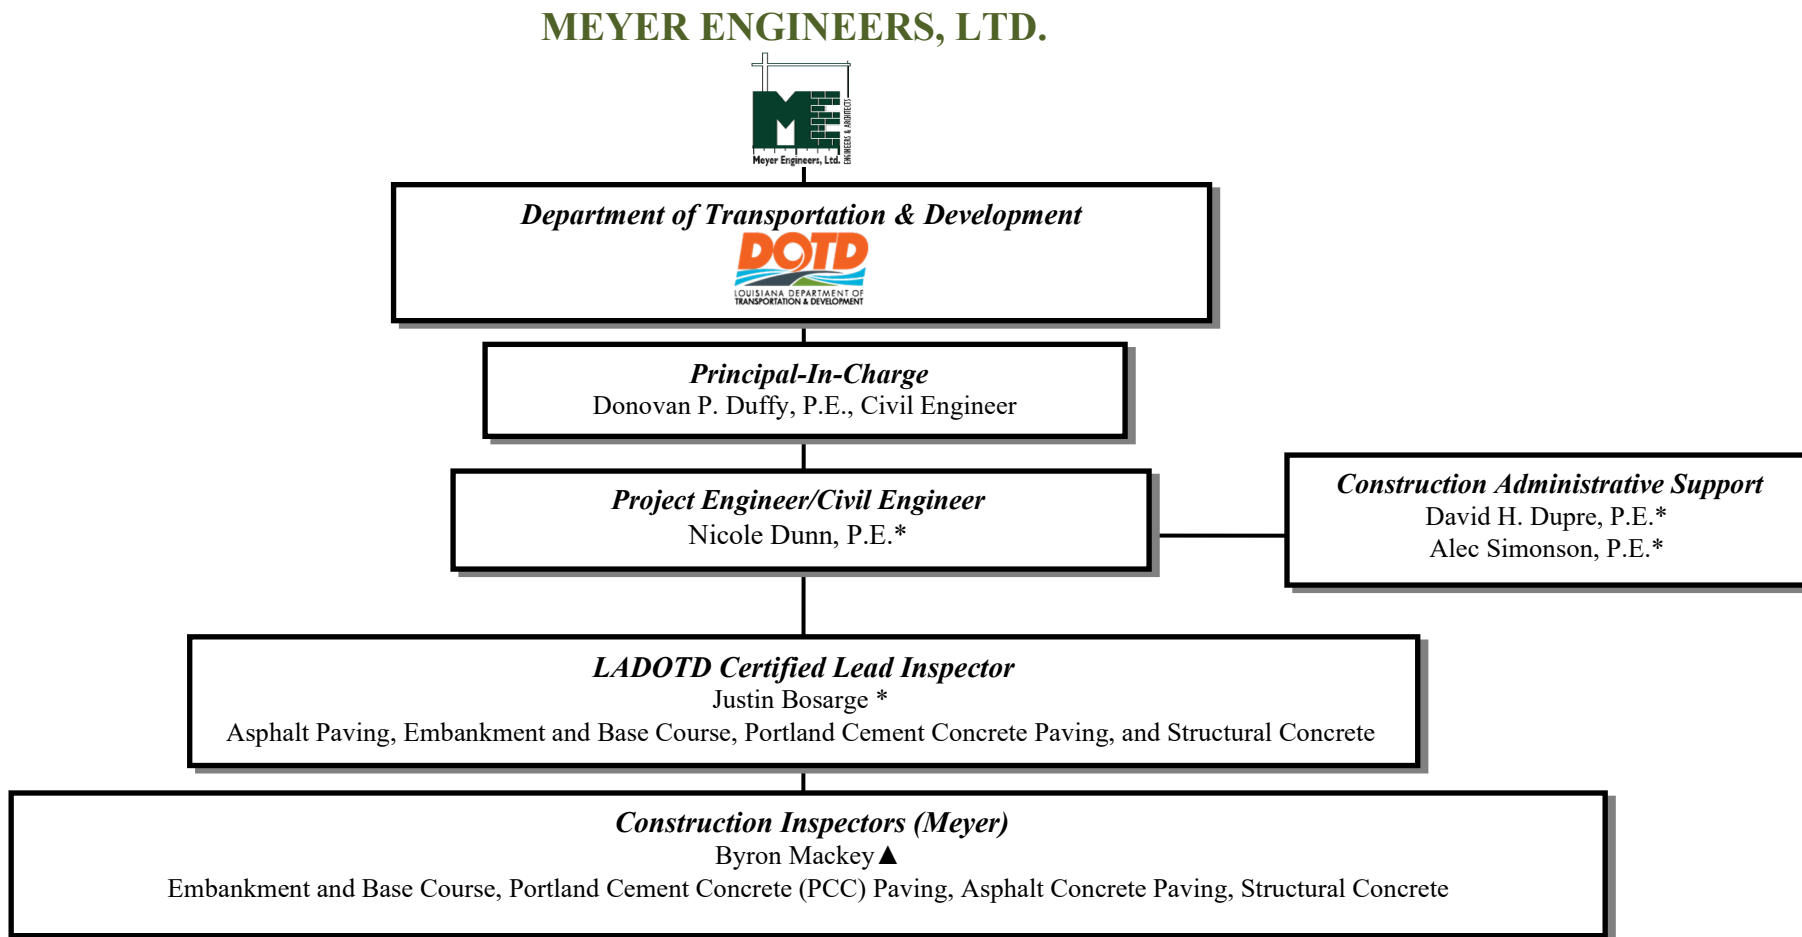 MEYER ENGINEERS, LTD.
ME
ENGINEERS & ARCHITECTS
Meyer Engineers, Ltd.
Department of Transportation & Development
DOTD
LOUISIANA DEPARTMENT OF
TRANSPORTATION & DEVELOPMENT
Principal-In-Charge
Donovan P. Duffy, P.E., Civil Engineer
Project Engineer/Civil Engineer
Nicole Dunn, P.E.*
Construction Administrative Support
David H. Dupre, P.E.*
Alec Simonson, P.E.*
LADOTD Certified Lead Inspector
Justin Bosarge *
Asphalt Paving, Embankment and Base Course, Portland Cement Concrete Paving, and Structural Concrete
Construction Inspectors (Meyer)
Byron Mackey▲
Embankment and Base Course, Portland Cement Concrete (PCC) Paving, Asphalt Concrete Paving, Structural Concrete